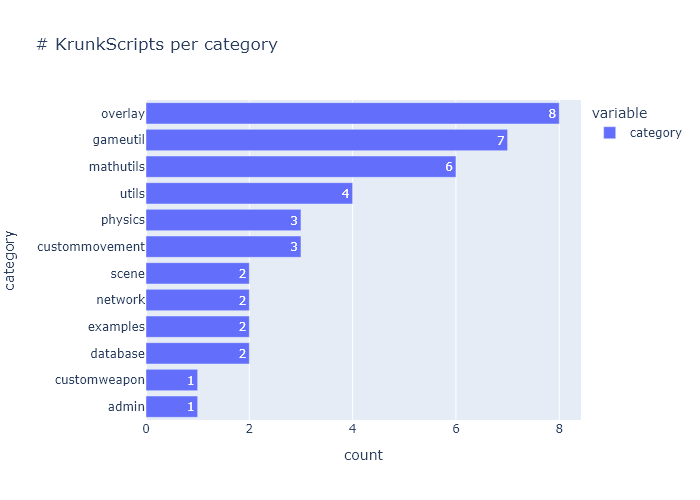 # KrunkScripts per category
variable
category
category
overlay 8
gameutil 7
mathutils 6
utils 4
physics 3
custommovement 3
scene 2
network 2
examples 2
database 2
customweapon 1
admin 1
0 2 4 6 8
count